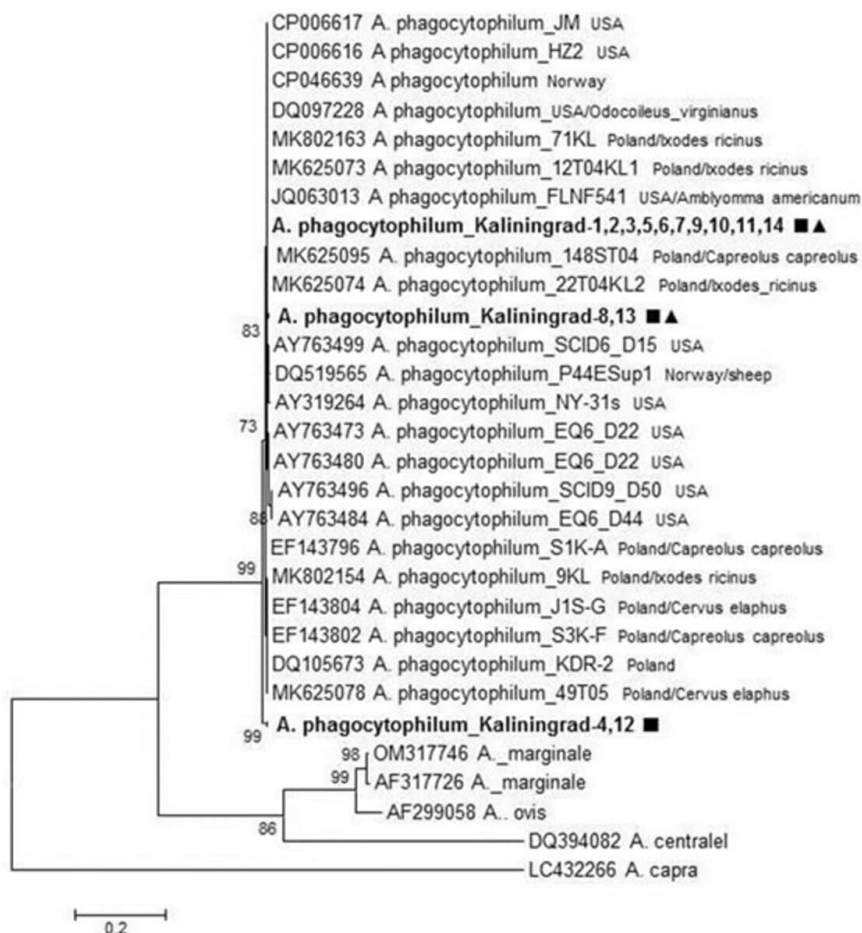 CP006617 A. phagocytophilum_JM USA
CP006616 A. phagocytophilum_HZ2 USA
CP046639 A phagocytophilum Norway
DQ097228 A phagocytophilum_USA/Odocoileus_virginianus
MK802163 A phagocytophilum_71KL Poland/Ixodes ricinus
MK625073 A phagocytophilum_12T04KL1 Poland/Ixodes ricinus
JQ063013 A phagocytophilum_FLNF541 USA/Amblyomma americanum
A. phagocytophilum_Kaliningrad-1,2,3,5,6,7,9,10,11,14 ■▲
MK625095 A. phagocytophilum_148ST04 Poland/Capreolus capreolus
MK625074 A. phagocytophilum_22T04KL2 Poland/Ixodes_ricinus
A. phagocytophilum_Kaliningrad-8,13 ■▲
83
AY763499 A. phagocytophilum_SCID6_D15 USA
DQ519565 A. phagocytophilum_P44ESup1 Norway/sheep
AY319264 A. phagocytophilum_NY-31s USA
73
AY763473 A. phagocytophilum_EQ6_D22 USA
AY763480 A. phagocytophilum_EQ6_D22 USA
AY763496 A. phagocytophilum_SCID9_D50 USA
88
AY763484 A. phagocytophilum_EQ6_D44 USA
EF143796 A. phagocytophilum_S1K-A Poland/Capreolus capreolus
99
MK802154 A. phagocytophilum_9KL Poland/Ixodes ricinus
EF143804 A. phagocytophilum_J1S-G Poland/Cervus elaphus
EF143802 A. phagocytophilum_S3K-F Poland/Capreolus capreolus
DQ105673 A. phagocytophilum_KDR-2 Poland
MK625078 A. phagocytophilum_49T05 Poland/Cervus elaphus
A. phagocytophilum_Kaliningrad-4,12 ■
99
98
OM317746 A._marginale
99
AF317726 A._marginale
AF299058 A.. ovis
86
DQ394082 A. centralel
LC432266 A. capra
0.2